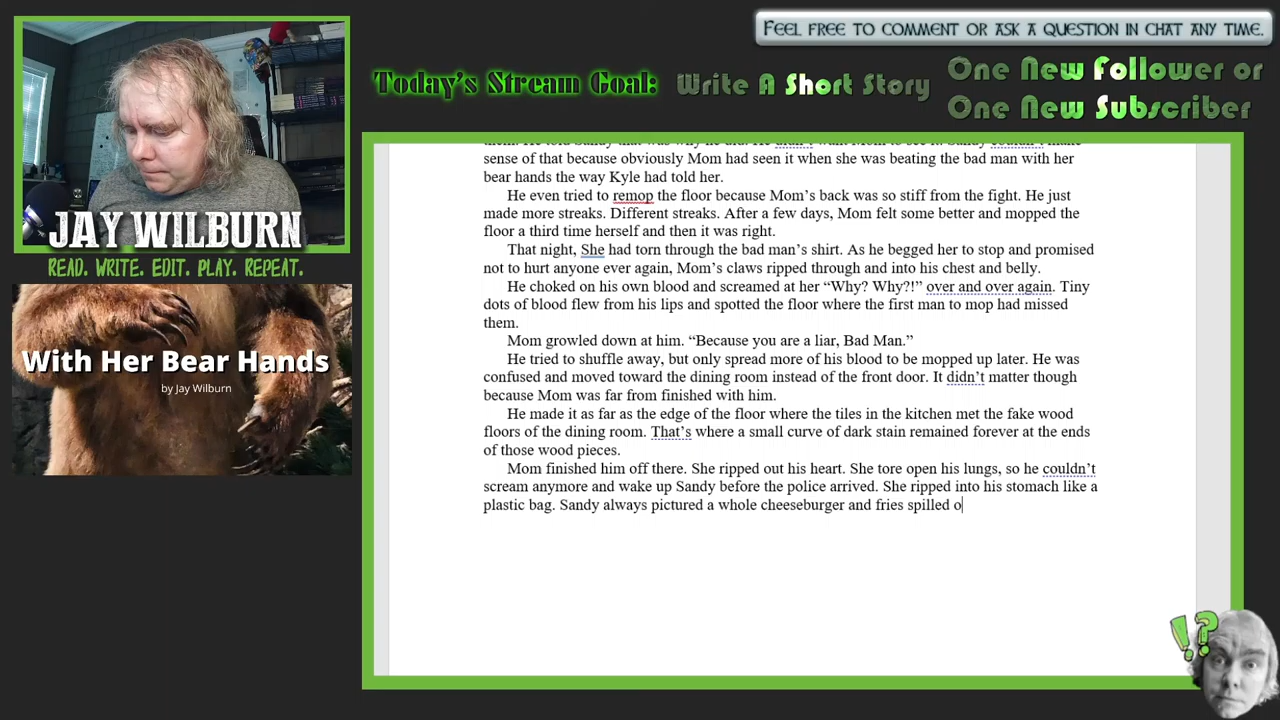 FEEL FREE TO COMMENT OR ASK A QUESTION IN CHAT ANY TIME.
Today's Stream Goal:
Write A Short Story
One New Follower or
One New Subscriber
JAY WILBURN
READ. WRITE. EDIT. PLAY. REPEAT.
With Her Bear Hands
by Jay Wilburn
sense of that because obviously Mom had seen it when she was beating the bad man with her
bear hands the way Kyle had told her.
He even tried to remop the floor because Mom's back was so stiff from the fight. He just
made more streaks. Different streaks. After a few days, Mom felt some better and mopped the
floor a third time herself and then it was right.
That night, She had torn through the bad man's shirt. As he begged her to stop and promised
not to hurt anyone ever again, Mom's claws ripped through and into his chest and belly.
He choked on his own blood and screamed at her “Why? Why?!” over and over again. Tiny
dots of blood flew from his lips and spotted the floor where the first man to mop had missed
them.
Mom growled down at him. “Because you are a liar, Bad Man.”
He tried to shuffle away, but only spread more of his blood to be mopped up later. He was
confused and moved toward the dining room instead of the front door. It didn't matter though
because Mom was far from finished with him.
He made it as far as the edge of the floor where the tiles in the kitchen met the fake wood
floors of the dining room. That's where a small curve of dark stain remained forever at the ends
of those wood pieces.
Mom finished him off there. She ripped out his heart. She tore open his lungs, so he couldn't
scream anymore and wake up Sandy before the police arrived. She ripped into his stomach like a
plastic bag. Sandy always pictured a whole cheeseburger and fries spilled o
!?